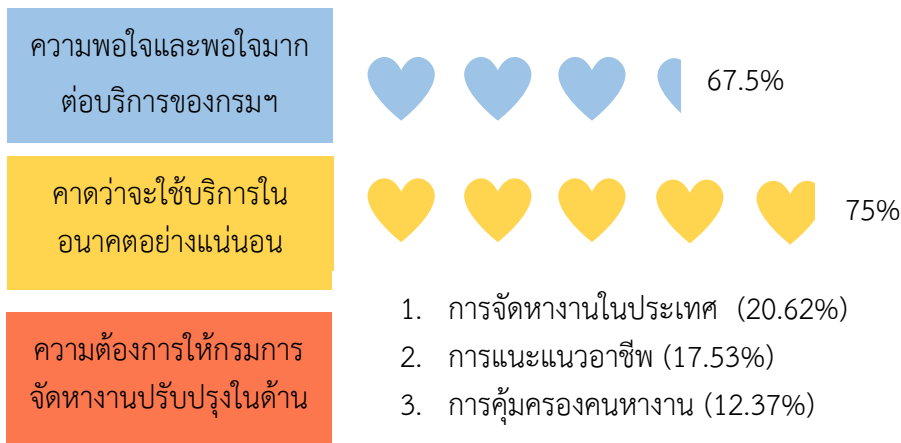 ความพอใจและพอใจมาก
ต่อบริการของกรมฯ
67.5%
คาดว่าจะใช้บริการใน
อนาคตอย่างแน่นอน
75%
ความต้องการให้กรมการ
จัดหางานปรับปรุงในด้าน
1. การจัดหางานในประเทศ (20.62%)
2. การแนะแนวอาชีพ (17.53%)
3. การคุ้มครองคนหางาน (12.37%)